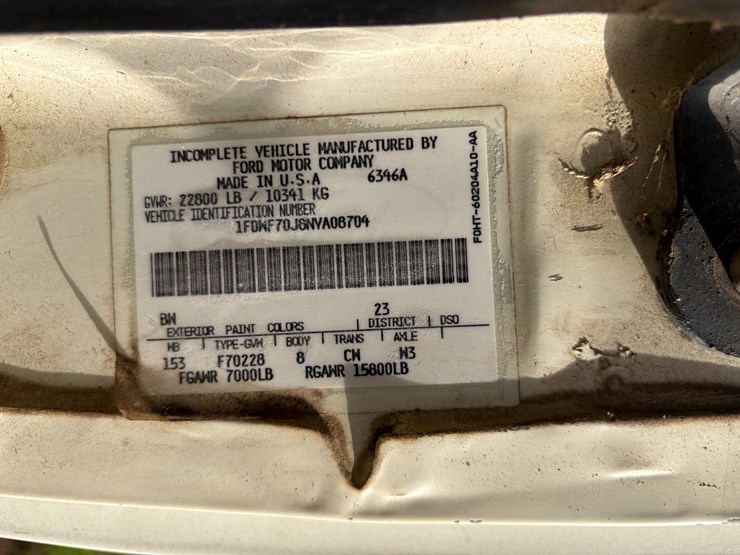 INCOMPLETE VEHICLE MANUFACTURED BY
FORD MOTOR COMPANY
MADE IN U.S.A 6346A
GVWR: 22800 LB / 10341 KG
VEHICLE IDENTIFICATION NUMBER
1FDWF70J8NVA08704
BW 23
EXTERIOR PAINT COLORS DISTRICT DSO
WB TYPE-GVW BODY TRANS AXLE
153 F70228 8 CW W3
FGAWR 7000LB RGAWR 15800LB
F0HT-60204A10-AA